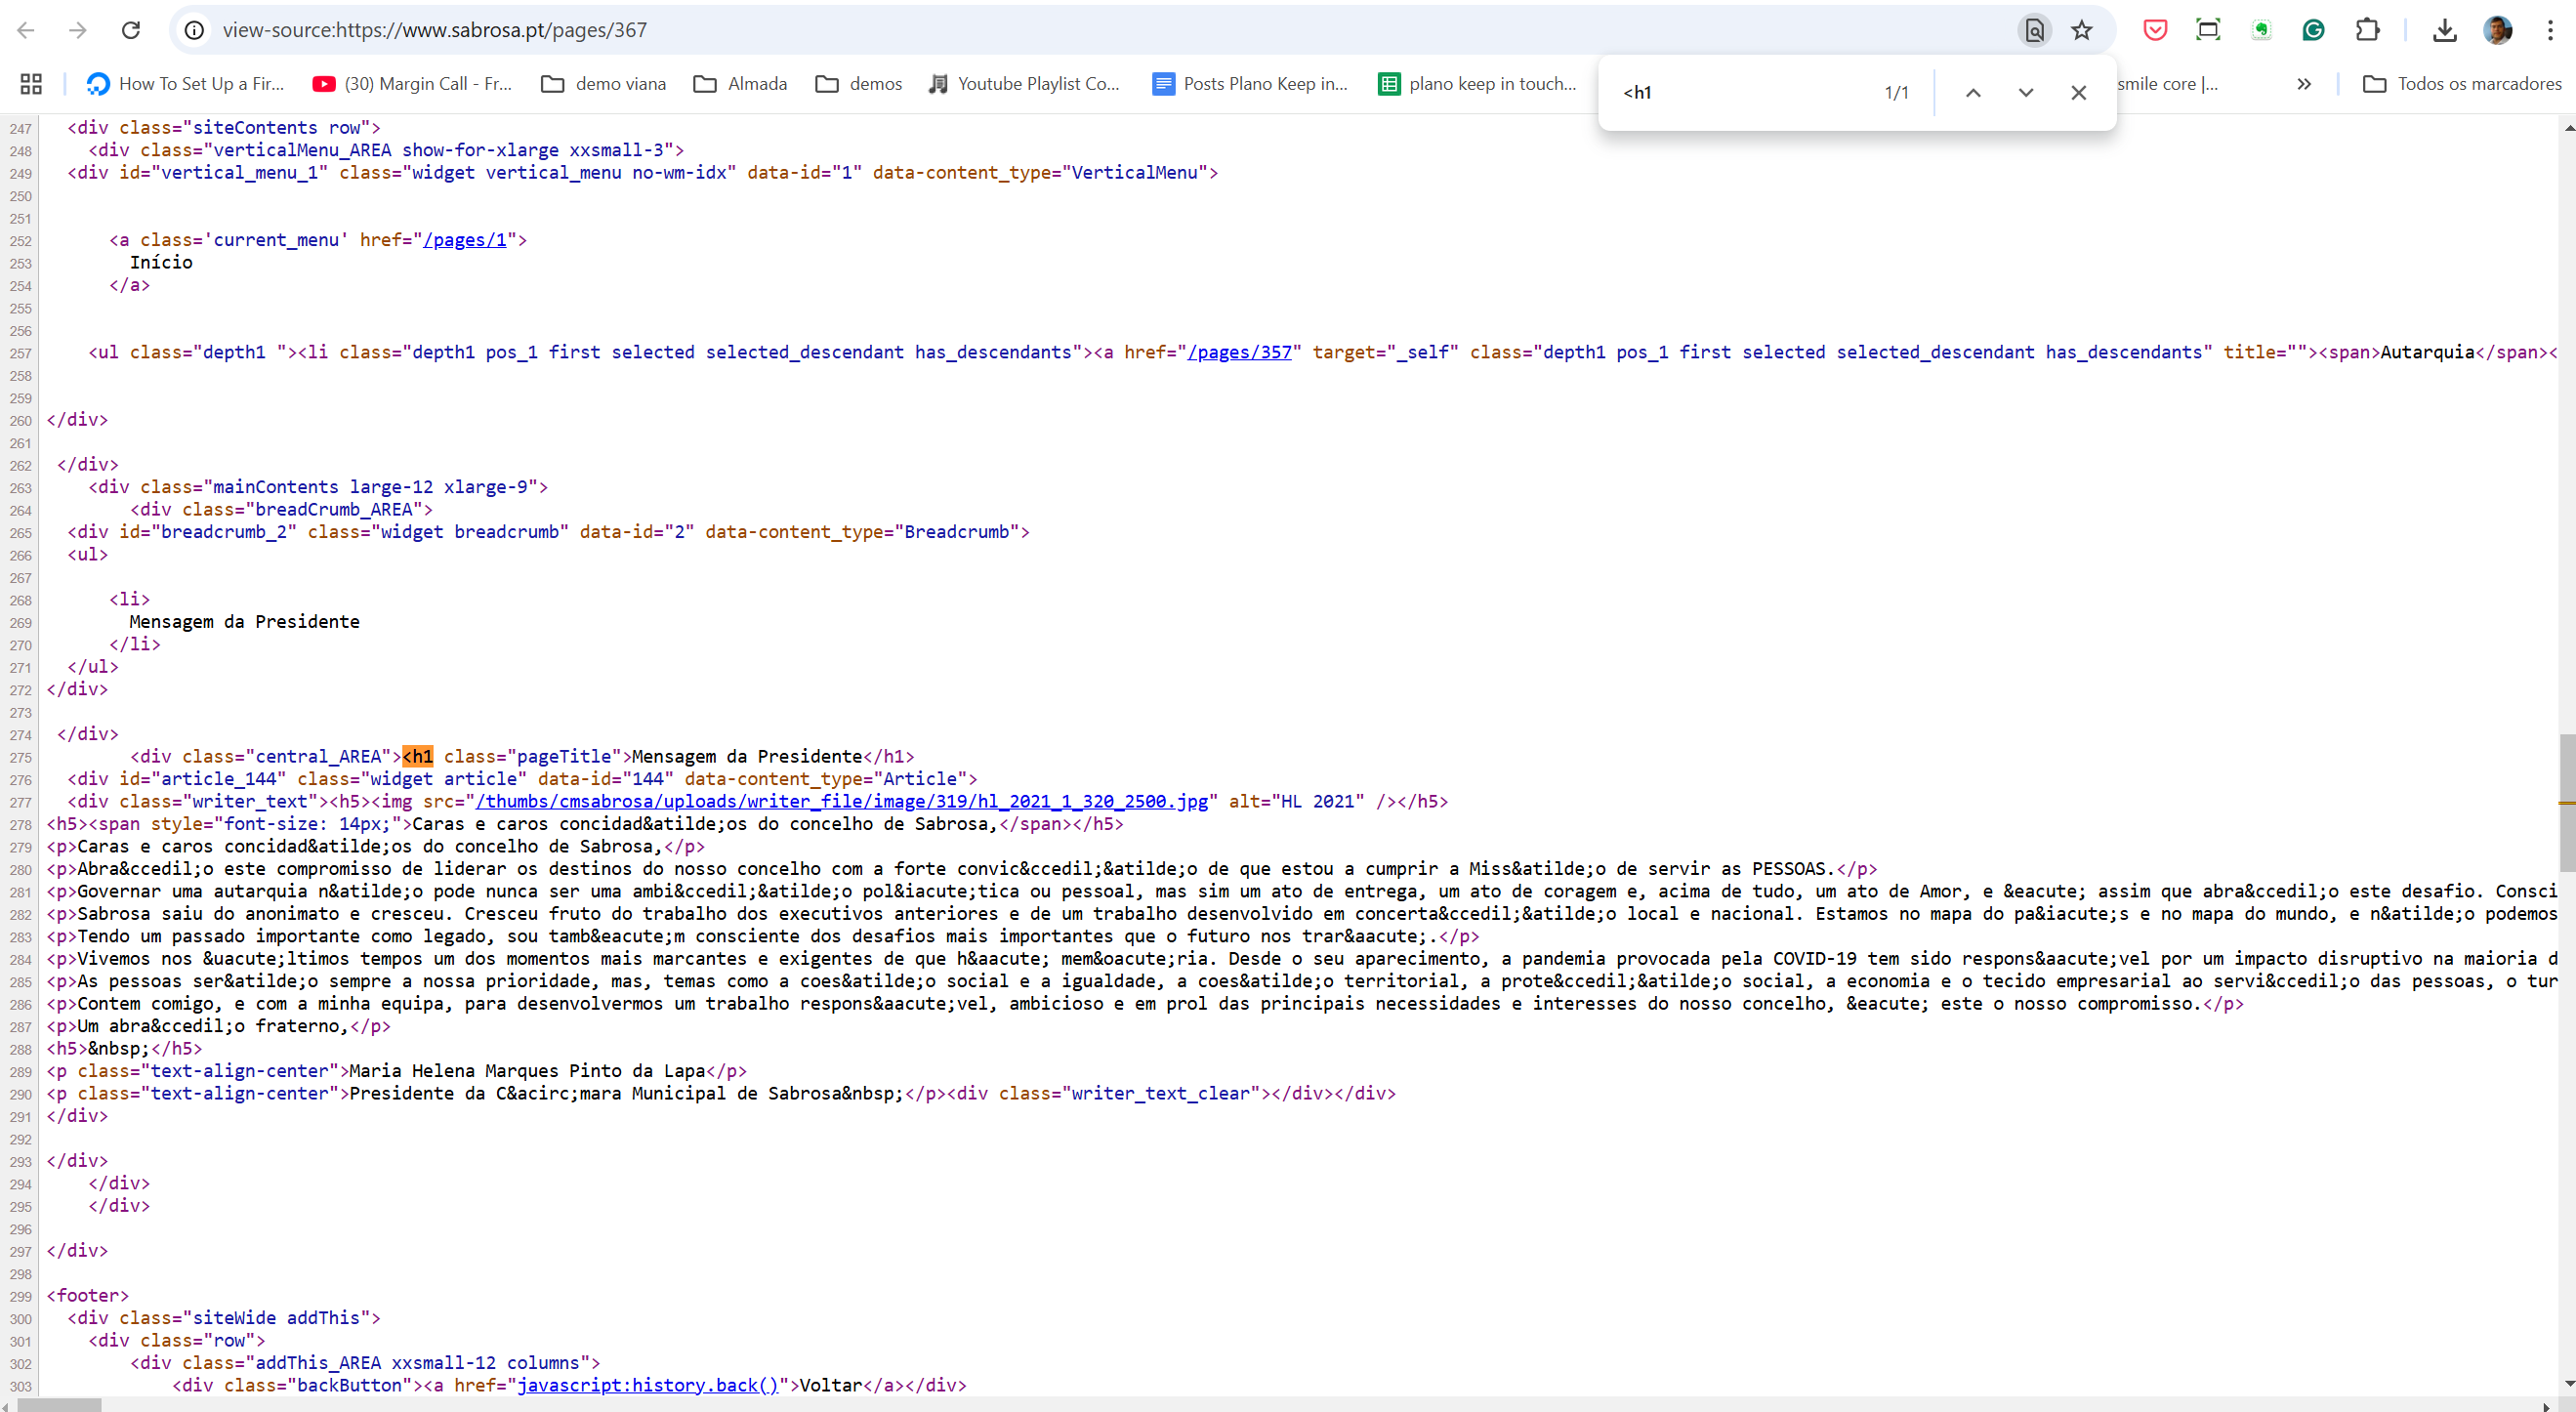 view-source:https://www.sabrosa.pt/pages/367
How To Set Up a Fir... (30) Margin Call - Fr... demo viana Almada demos Youtube Playlist Co... Posts Plano Keep in... plano keep in touch... smile core |... » Todos os marcadores
<h1 1/1
247 <div class="siteContents row">
248 <div class="verticalMenu_AREA show-for-xlarge xxsmall-3">
249 <div id="vertical_menu_1" class="widget vertical_menu no-wm-idx" data-id="1" data-content_type="VerticalMenu">
250
251
252 <a class='current_menu' href="/pages/1">
253 Início
254 </a>
255
256
257 <ul class="depth1 "><li class="depth1 pos_1 first selected selected_descendant has_descendants"><a href="/pages/357" target="_self" class="depth1 pos_1 first selected selected_descendant has_descendants" title=""><span>Autarquia</span><
258
259
260 </div>
261
262 </div>
263 <div class="mainContents large-12 xlarge-9">
264 <div class="breadCrumb_AREA">
265 <div id="breadcrumb_2" class="widget breadcrumb" data-id="2" data-content_type="Breadcrumb">
266 <ul>
267
268 <li>
269 Mensagem da Presidente
270 </li>
271 </ul>
272 </div>
273
274 </div>
275 <div class="central_AREA"><h1 class="pageTitle">Mensagem da Presidente</h1>
276 <div id="article_144" class="widget article" data-id="144" data-content_type="Article">
277 <div class="writer_text"><h5><img src="/thumbs/cmsabrosa/uploads/writer_file/image/319/hl_2021_1_320_2500.jpg" alt="HL 2021" /></h5>
278 <h5><span style="font-size: 14px;">Caras e caros concidad&atilde;os do concelho de Sabrosa,</span></h5>
279 <p>Caras e caros concidad&atilde;os do concelho de Sabrosa,</p>
280 <p>Abra&ccedil;o este compromisso de liderar os destinos do nosso concelho com a forte convic&ccedil;&atilde;o de que estou a cumprir a Miss&atilde;o de servir as PESSOAS.</p>
281 <p>Governar uma autarquia n&atilde;o pode nunca ser uma ambi&ccedil;&atilde;o pol&iacute;tica ou pessoal, mas sim um ato de entrega, um ato de coragem e, acima de tudo, um ato de Amor, e &eacute; assim que abra&ccedil;o este desafio. Consci
282 <p>Sabrosa saiu do anonimato e cresceu. Cresceu fruto do trabalho dos executivos anteriores e de um trabalho desenvolvido em concerta&ccedil;&atilde;o local e nacional. Estamos no mapa do pa&iacute;s e no mapa do mundo, e n&atilde;o podemos
283 <p>Tendo um passado importante como legado, sou tamb&eacute;m consciente dos desafios mais importantes que o futuro nos trar&aacute;.</p>
284 <p>Vivemos nos &uacute;ltimos tempos um dos momentos mais marcantes e exigentes de que h&aacute; mem&oacute;ria. Desde o seu aparecimento, a pandemia provocada pela COVID-19 tem sido respons&aacute;vel por um impacto disruptivo na maioria d
285 <p>As pessoas ser&atilde;o sempre a nossa prioridade, mas, temas como a coes&atilde;o social e a igualdade, a coes&atilde;o territorial, a prote&ccedil;&atilde;o social, a economia e o tecido empresarial ao servi&ccedil;o das pessoas, o tur
286 <p>Contem comigo, e com a minha equipa, para desenvolvermos um trabalho respons&aacute;vel, ambicioso e em prol das principais necessidades e interesses do nosso concelho, &eacute; este o nosso compromisso.</p>
287 <p>Um abra&ccedil;o fraterno,</p>
288 <h5>&nbsp;</h5>
289 <p class="text-align-center">Maria Helena Marques Pinto da Lapa</p>
290 <p class="text-align-center">Presidente da C&acirc;mara Municipal de Sabrosa&nbsp;</p><div class="writer_text_clear"></div></div>
291 </div>
292
293 </div>
294 </div>
295 </div>
296
297 </div>
298
299 <footer>
300 <div class="siteWide addThis">
301 <div class="row">
302 <div class="addThis_AREA xxsmall-12 columns">
303 <div class="backButton"><a href="javascript:history.back()">Voltar</a></div>